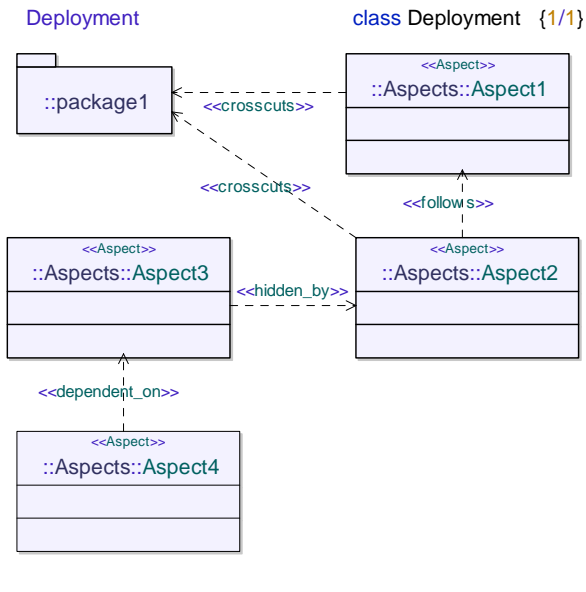 Deployment
class Deployment {1/1}
::package1
<<Aspect>>
::Aspects::Aspect1
<<crosscuts>>
<<crosscuts>>
<<follows>>
<<Aspect>>
::Aspects::Aspect3
<<hidden_by>>
<<Aspect>>
::Aspects::Aspect2
<<dependent_on>>
<<Aspect>>
::Aspects::Aspect4